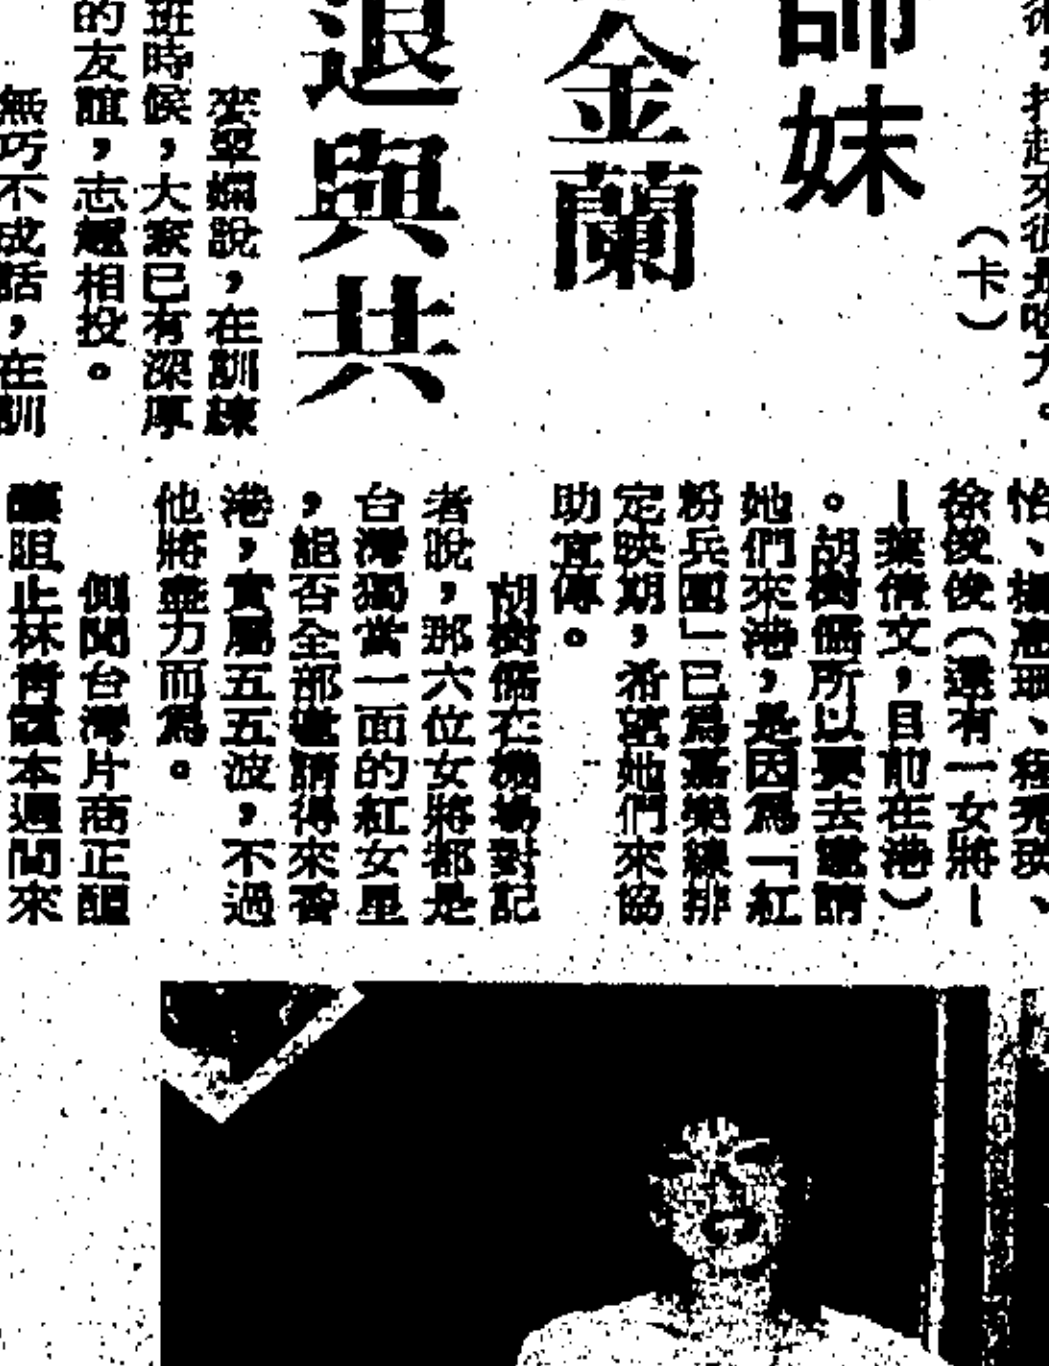 師妹
金蘭
退與共
（卡）
說，在訓練
班時候，大家已有深厚
的友誼，志趣相投。
無巧不成話，在訓
怡、
徐俊俊（還有一女將—
—葉倩文，目前在港）
。胡樹儒所以要去邀請
她們來港，是因為「紅
粉兵團」已為嘉樂線排
定映期，希望她們來協
助宣傳。
胡樹儒在機場對記
者說，那六位女將都是
台灣獨當一面的紅女星
，能否全部邀請得來香
港，實屬五五波，不過
他將盡力而為。
側聞台灣片商正醞
釀阻止林青霞本週間來